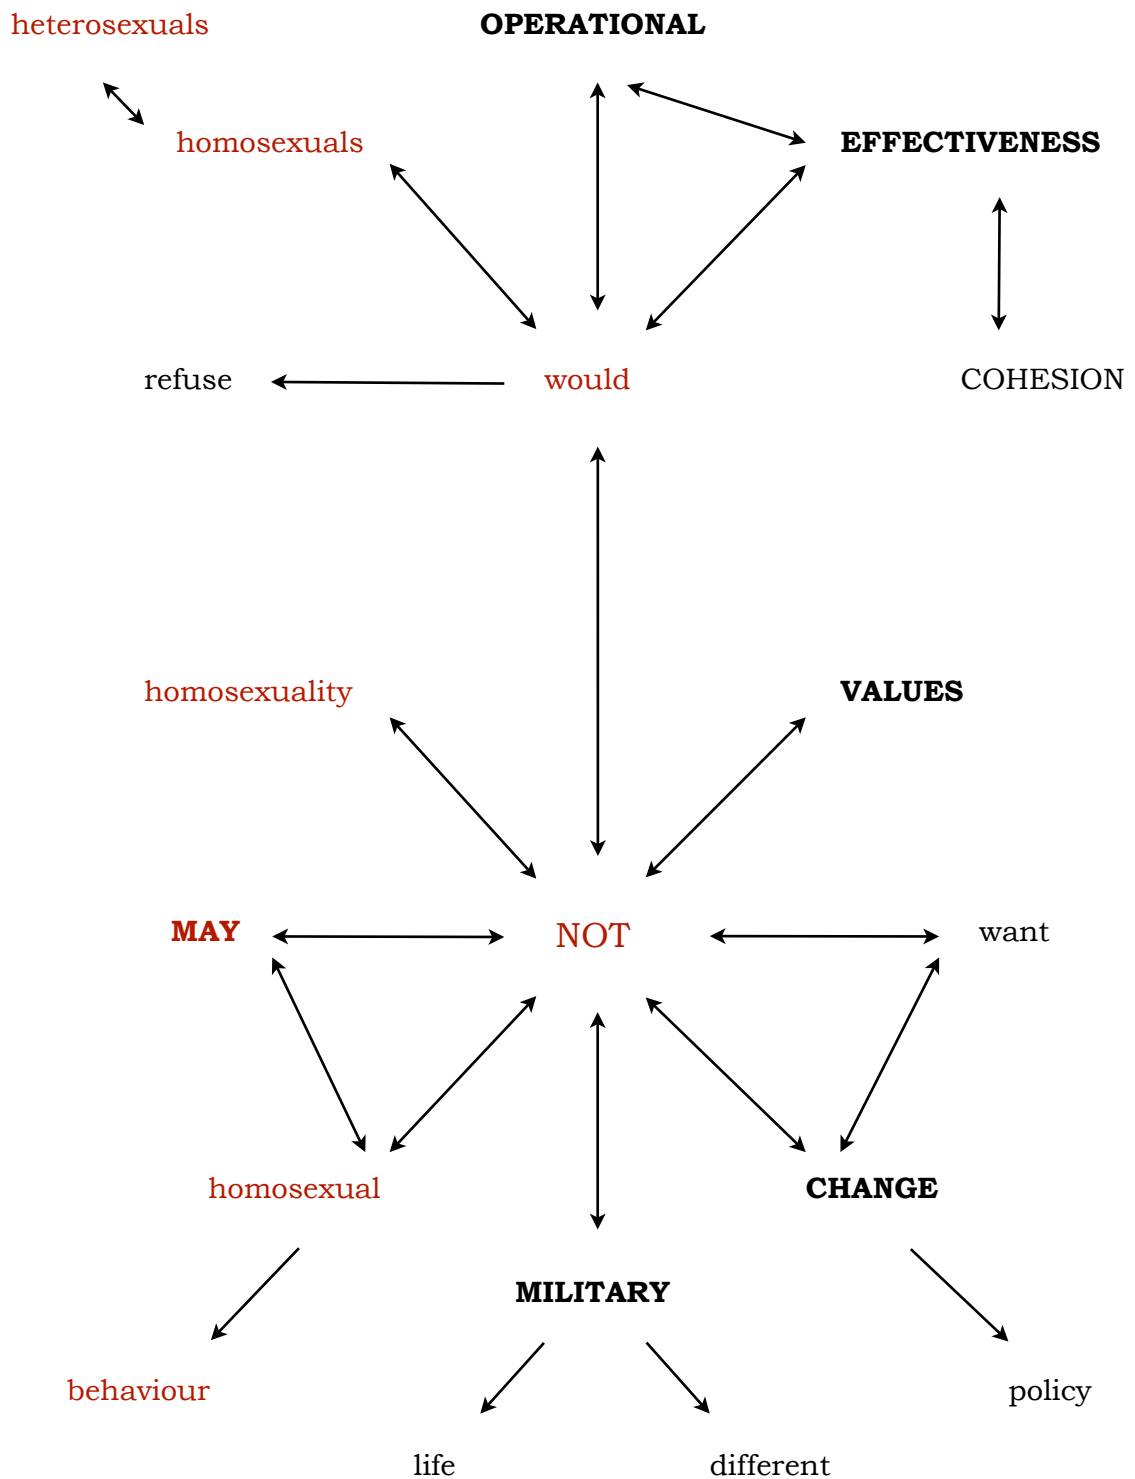 heterosexuals OPERATIONAL
homosexuals EFFECTIVENESS
refuse would COHESION
homosexuality VALUES
MAY NOT want
homosexual CHANGE
MILITARY
behaviour policy
life different